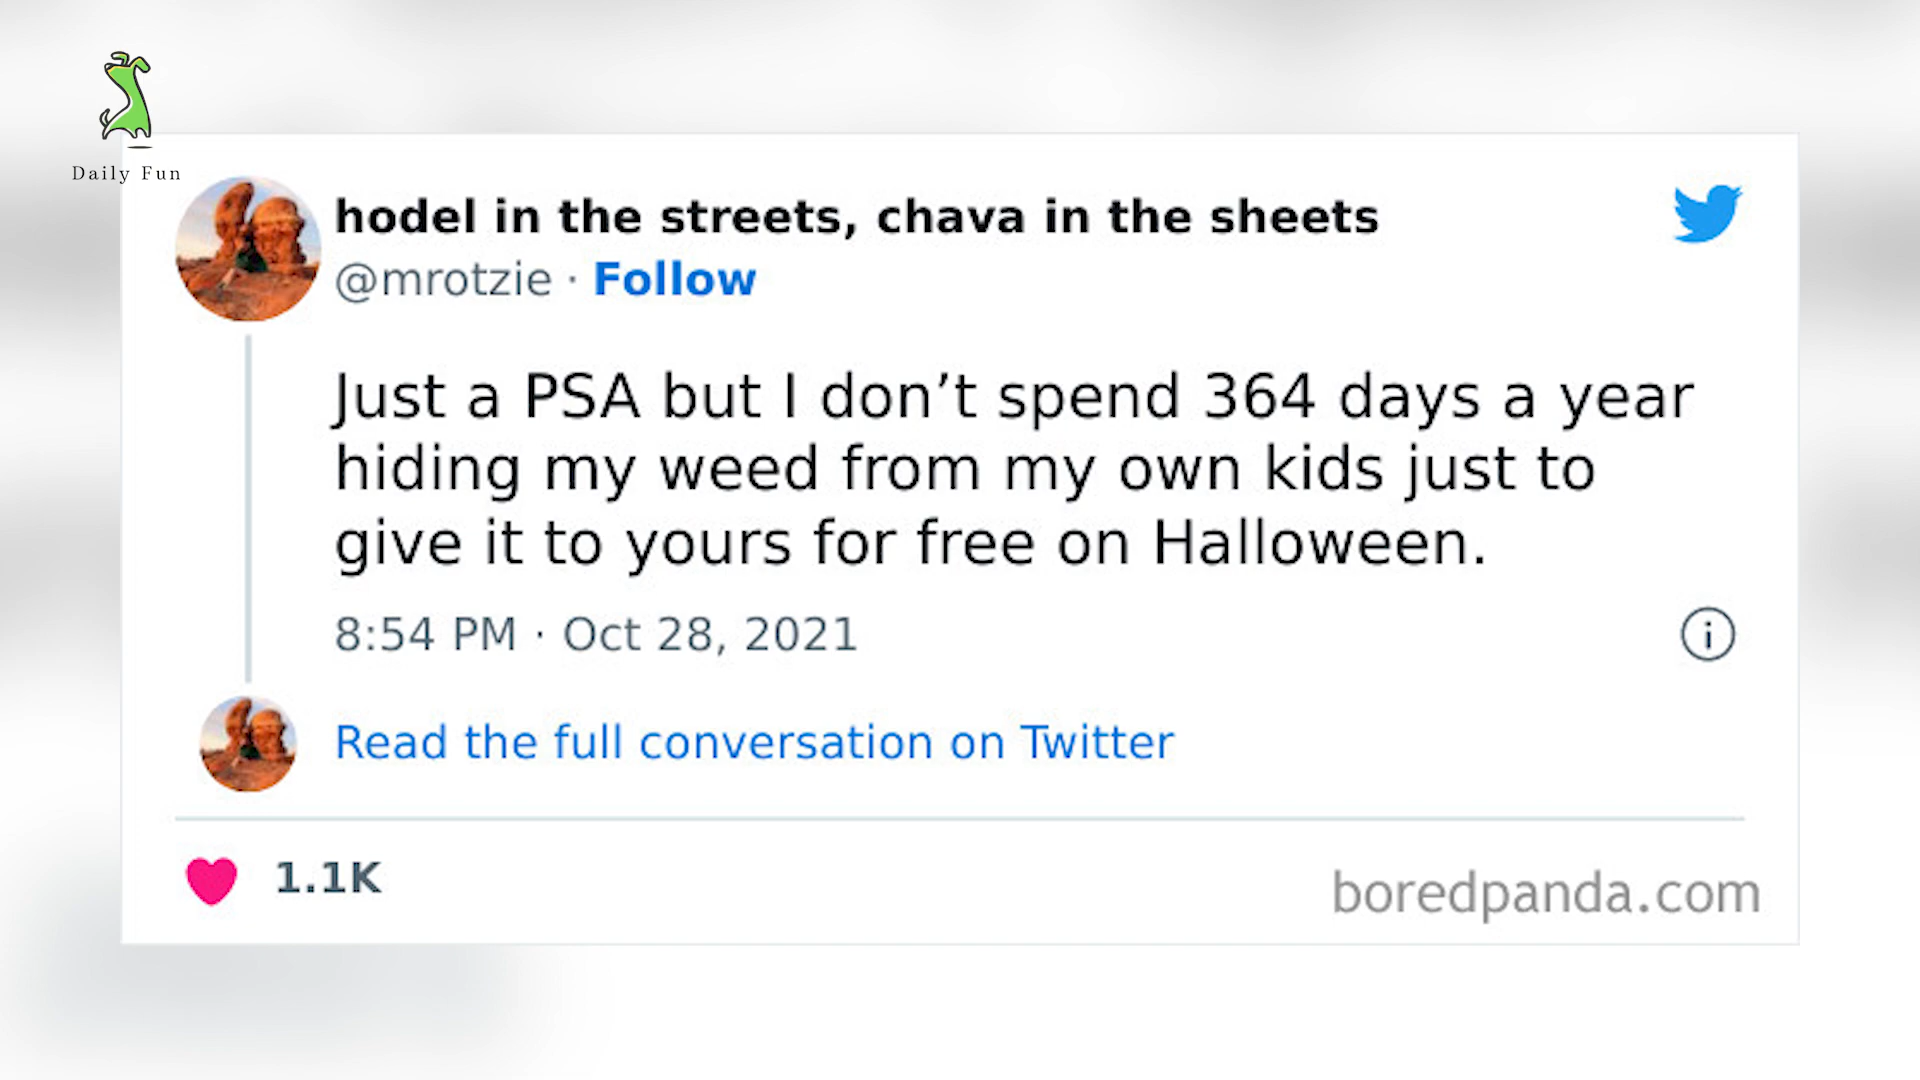 Daily Fun
hodel in the streets, chava in the sheets
@mrotzie · Follow
Just a PSA but I don’t spend 364 days a year
hiding my weed from my own kids just to
give it to yours for free on Halloween.
8:54 PM · Oct 28, 2021
Read the full conversation on Twitter
1.1K
boredpanda.com